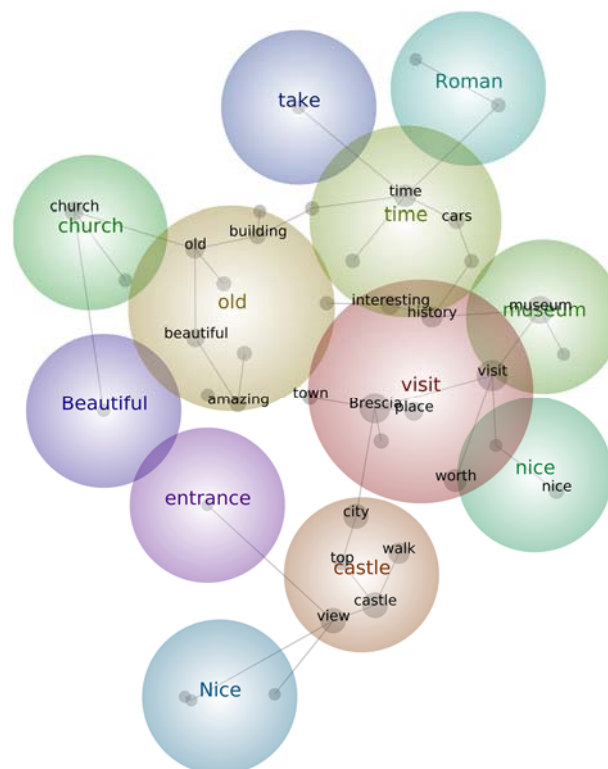 Roman
take
time
church
time
cars
church
old
building
old
interesting
museum
history
museum
beautiful
visit
visit
amazing
town
Brescia
place
Beautiful
nice
worth
nice
entrance
city
walk
top
castle
castle
view
Nice